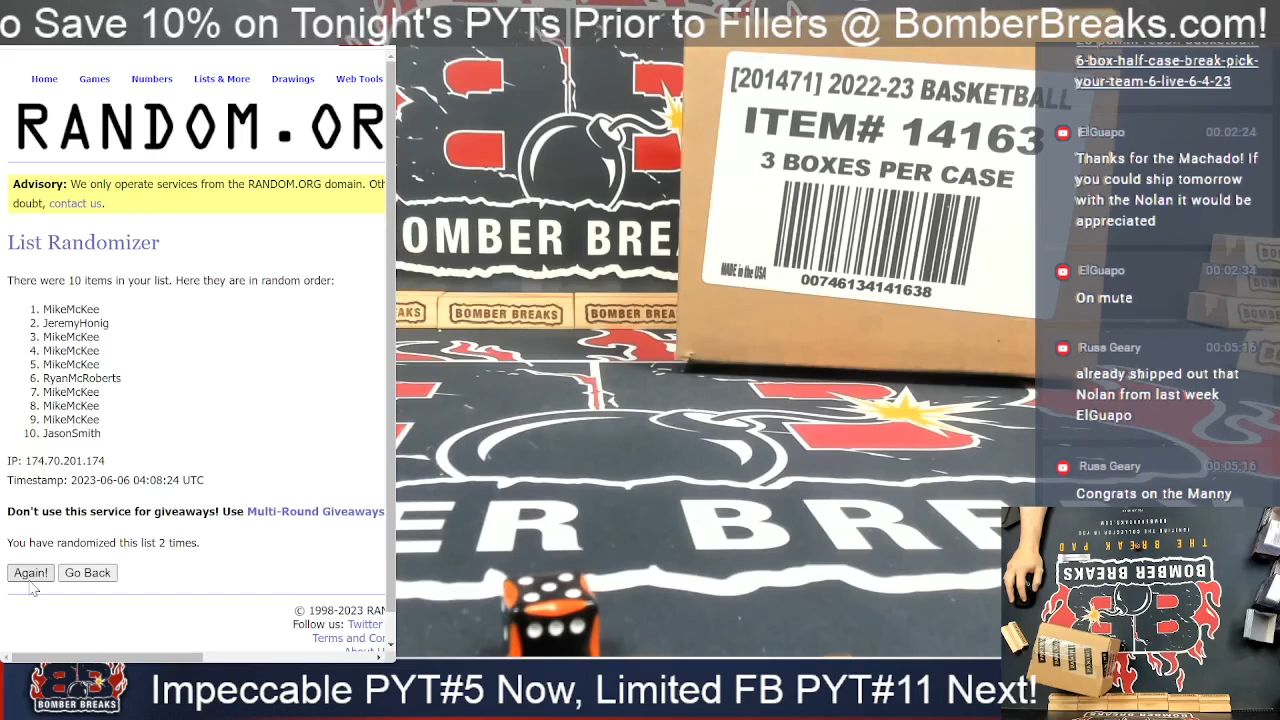 o Save 10% on Tonight's PYTs Prior to Fillers @ BomberBreaks.com!
Home Games Numbers Lists & More Drawings Web Tools
RANDOM.OR
Advisory: We only operate services from the RANDOM.ORG domain. Oth
doubt, contact us.
List Randomizer
There were 10 items in your list. Here they are in random order:
1. MikeMcKee
2. JeremyHonig
3. MikeMcKee
4. MikeMcKee
5. MikeMcKee
6. RyanMcRoberts
7. MikeMcKee
8. MikeMcKee
9. MikeMcKee
10. JasonSmith
IP: 174.70.201.174
Timestamp: 2023-06-06 04:08:24 UTC
Don't use this service for giveaways! Use Multi-Round Giveaways
You have randomized this list 2 times.
Again! Go Back
© 1998-2023 RAN
Follow us: Twitter
Terms and Con
[201471] 2022-23 BASKETBALL
ITEM# 14163
3 BOXES PER CASE
MADE in the USA
00746134141638
OMBER BREA
AKS BOMBER BREAKS BOMBER BREAKS
ER BRE
6-box-half-case-break-pick-
your-team-6-live-6-4-23
ElGuapo 00:02:24
Thanks for the Machado! If
you could ship tomorrow
with the Nolan it would be
appreciated
ElGuapo 00:02:34
On mute
Russ Geary 00:05:16
already shipped out that
Nolan from last week
ElGuapo
Russ Geary 00:05:16
Congrats on the Manny
THE BREAK PAD
BOMBER BREAKS
BOMBER BREAKS
Impeccable PYT#5 Now, Limited FB PYT#11 Next!